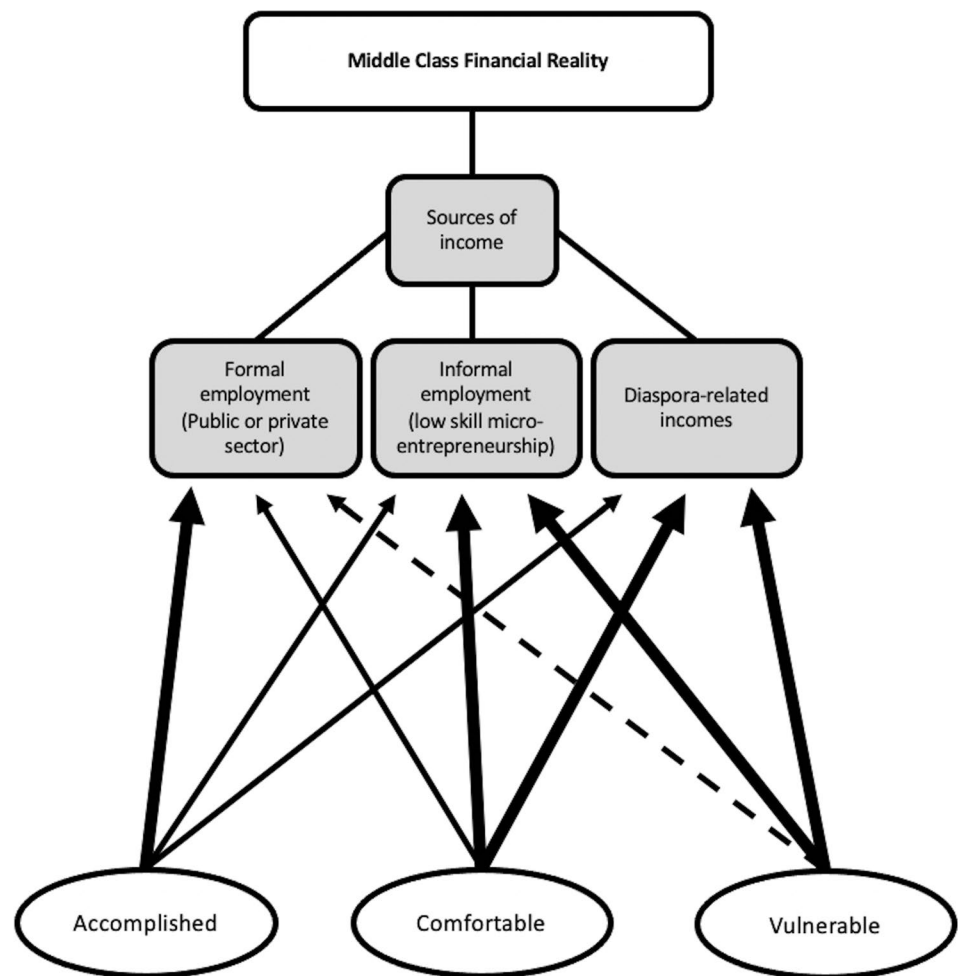 Middle Class Financial Reality
Sources of
income
Formal
employment
(Public or private
sector)
Informal
employment
(low skill micro-
entrepreneurship)
Diaspora-related
incomes
Accomplished
Comfortable
Vulnerable